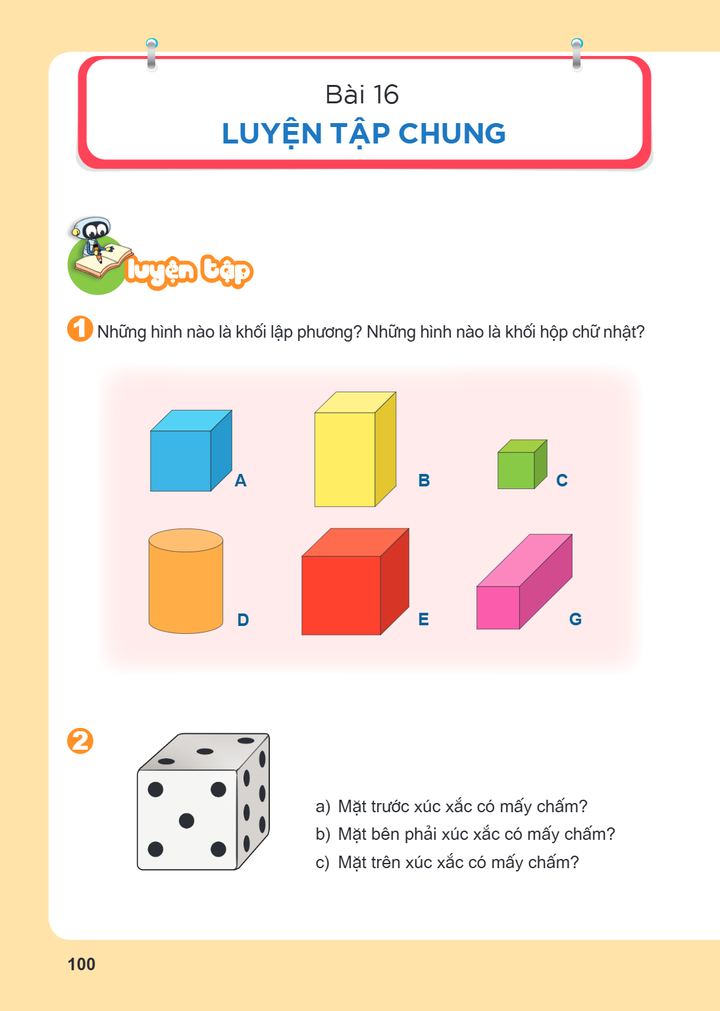 Bài 16
LUYỆN TẬP CHUNG
luyện tập
1 Những hình nào là khối lập phương? Những hình nào là khối hộp chữ nhật?
A
B
C
D
E
G
2
a) Mặt trước xúc xắc có mấy chấm?
b) Mặt bên phải xúc xắc có mấy chấm?
c) Mặt trên xúc xắc có mấy chấm?
100